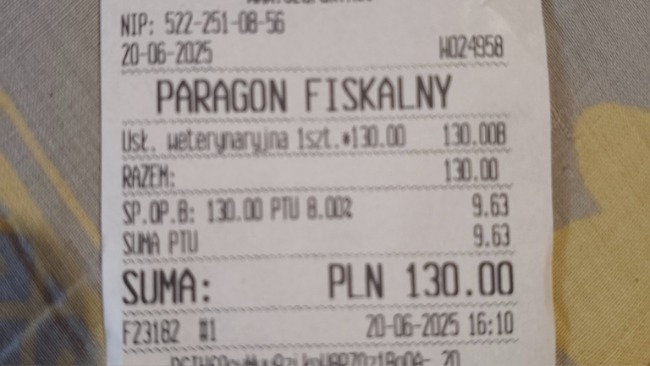 NIP: 522-251-08-56
20-06-2025 W024958
PARAGON FISKALNY
Usł. weterynaryjna 1szt.*130.00 130.00B
RAZEM: 130.00
SP.OP.B: 130.00 PTU 8.00% 9.63
SUMA PTU 9.63
SUMA: PLN 130.00
F23182 #1 20-06-2025 16:10